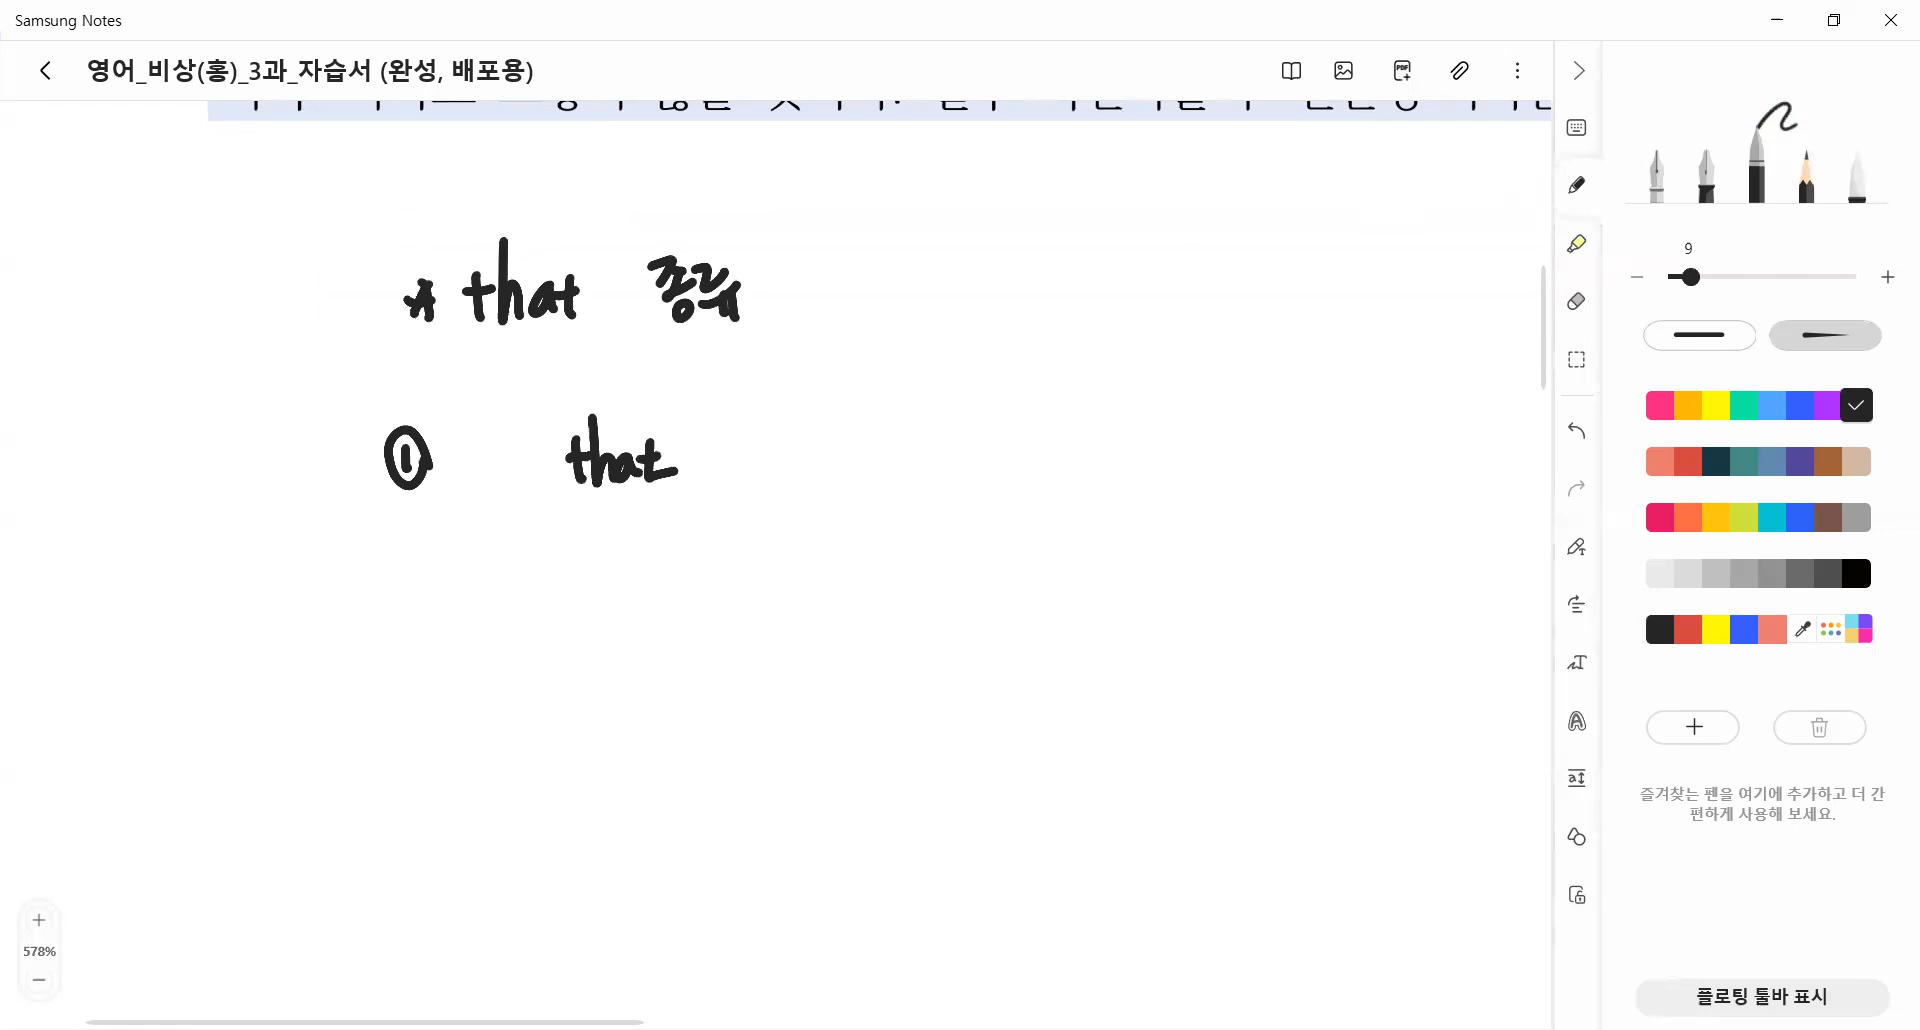 Samsung Notes
영어_비상(홍)_3과_자습서 (완성, 배포용)
PDF
* that 종류
① that
9
즐겨찾는 펜을 여기에 추가하고 더 간
편하게 사용해 보세요.
578%
플로팅 툴바 표시